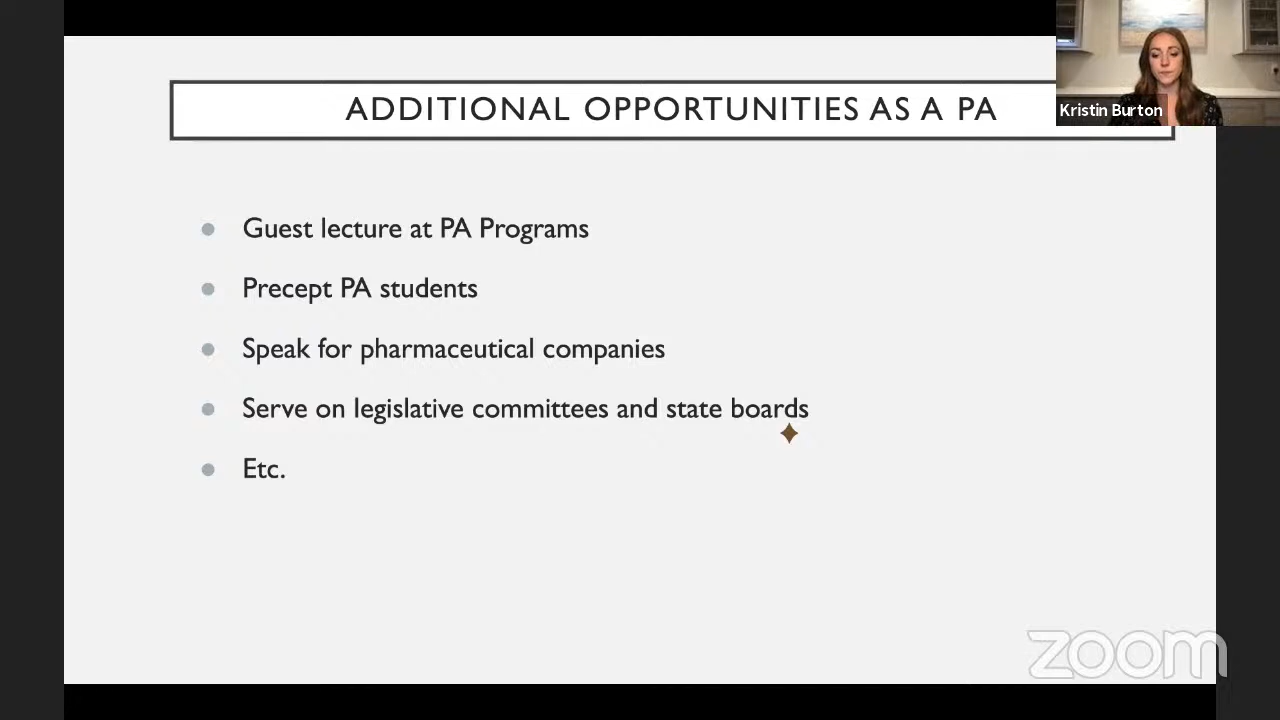 ADDITIONAL OPPORTUNITIES AS A PA
Kristin Burton
Guest lecture at PA Programs
Precept PA students
Speak for pharmaceutical companies
Serve on legislative committees and state boards
Etc.
zoom